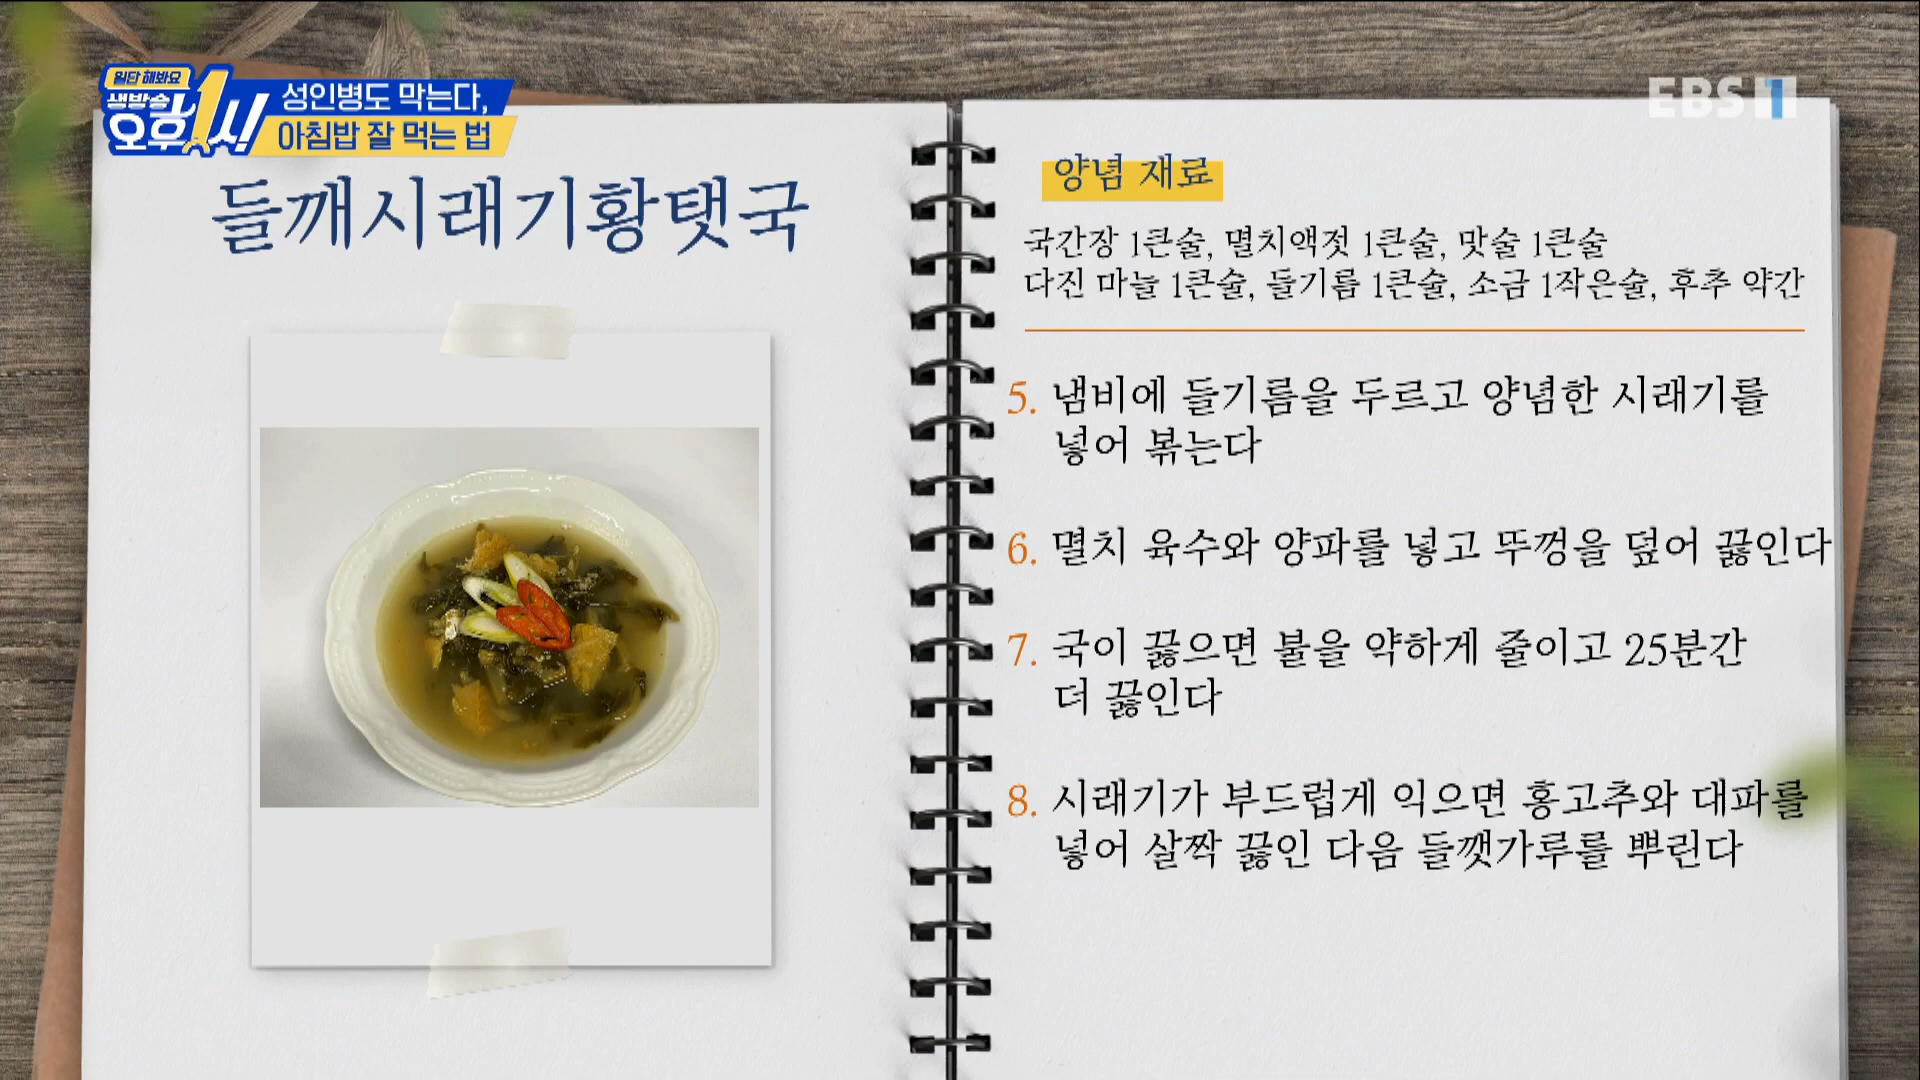 일단 해봐요
생방송
오후1시!
성인병도 막는다,
아침밥 잘 먹는 법
EBS 1
들깨시래기황탯국
양념 재료
국간장 1큰술, 멸치액젓 1큰술, 맛술 1큰술
다진 마늘 1큰술, 들기름 1큰술, 소금 1작은술, 후추 약간
5. 냄비에 들기름을 두르고 양념한 시래기를
넣어 볶는다
6. 멸치 육수와 양파를 넣고 뚜껑을 덮어 끓인다
7. 국이 끓으면 불을 약하게 줄이고 25분간
더 끓인다
8. 시래기가 부드럽게 익으면 홍고추와 대파를
넣어 살짝 끓인 다음 들깻가루를 뿌린다